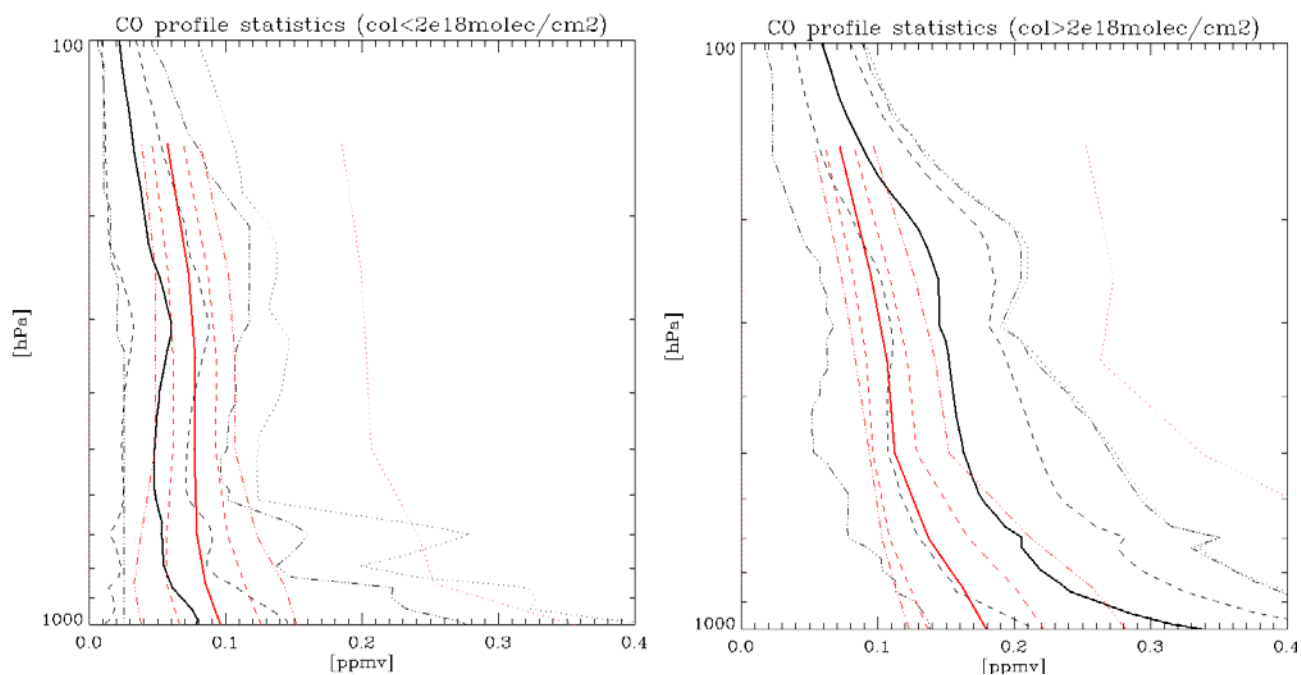 CO profile statistics (col<2e18molec/cm2)
100
[hPa]
1000
0.0 0.1 0.2 0.3 0.4
[ppmv]
CO profile statistics (col>2e18molec/cm2)
100
[hPa]
1000
0.0 0.1 0.2 0.3 0.4
[ppmv]